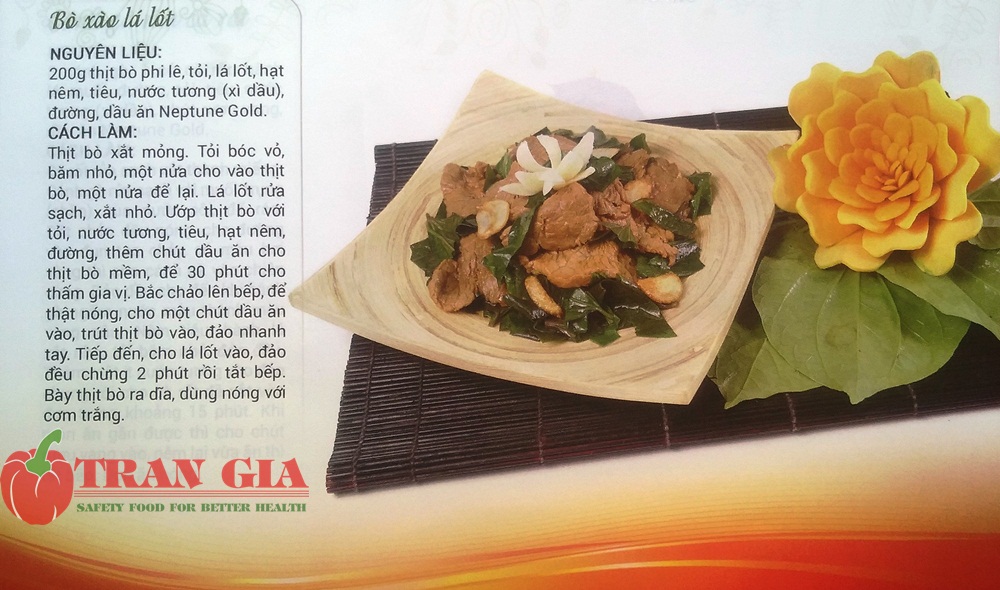 Bò xào lá lốt
NGUYÊN LIỆU:
200g thịt bò phi lê, tỏi, lá lốt, hạt
nêm, tiêu, nước tương (xì dầu),
đường, dầu ăn Neptune Gold.
CÁCH LÀM:
Thịt bò xắt mỏng. Tỏi bóc vỏ,
băm nhỏ, một nửa cho vào thịt
bò, một nửa để lại. Lá lốt rửa
sạch, xắt nhỏ. Ướp thịt bò với
tỏi, nước tương, tiêu, hạt nêm,
đường, thêm chút dầu ăn cho
thịt bò mềm, để 30 phút cho
thấm gia vị. Bắc chảo lên bếp, để
thật nóng, cho một chút dầu ăn
vào, trút thịt bò vào, đảo nhanh
tay. Tiếp đến, cho lá lốt vào, đảo
đều chừng 2 phút rồi tắt bếp.
Bày thịt bò ra dĩa, dùng nóng với
cơm trắng.
TRAN GIA
SAFETY FOOD FOR BETTER HEALTH